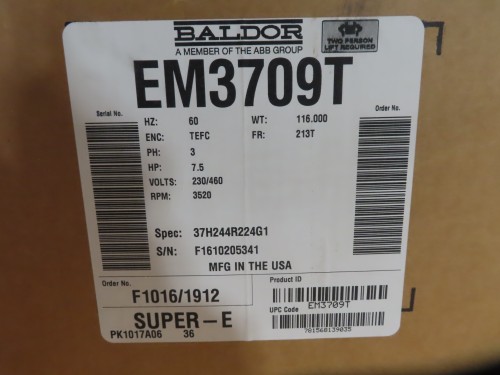 BALDOR
A MEMBER OF THE ABB GROUP
TWO PERSON
LIFT REQUIRED
EM3709T
Serial No.
Order No.
HZ: 60 WT: 116.000
ENC: TEFC FR: 213T
PH: 3
HP: 7.5
VOLTS: 230/460
RPM: 3520
Spec: 37H244R224G1
S/N: F1610205341
MFG IN THE USA
Order No.
F1016/1912
Product ID
EM3709T
UPC Code
781568139035
SUPER-E
PK1017A06 36